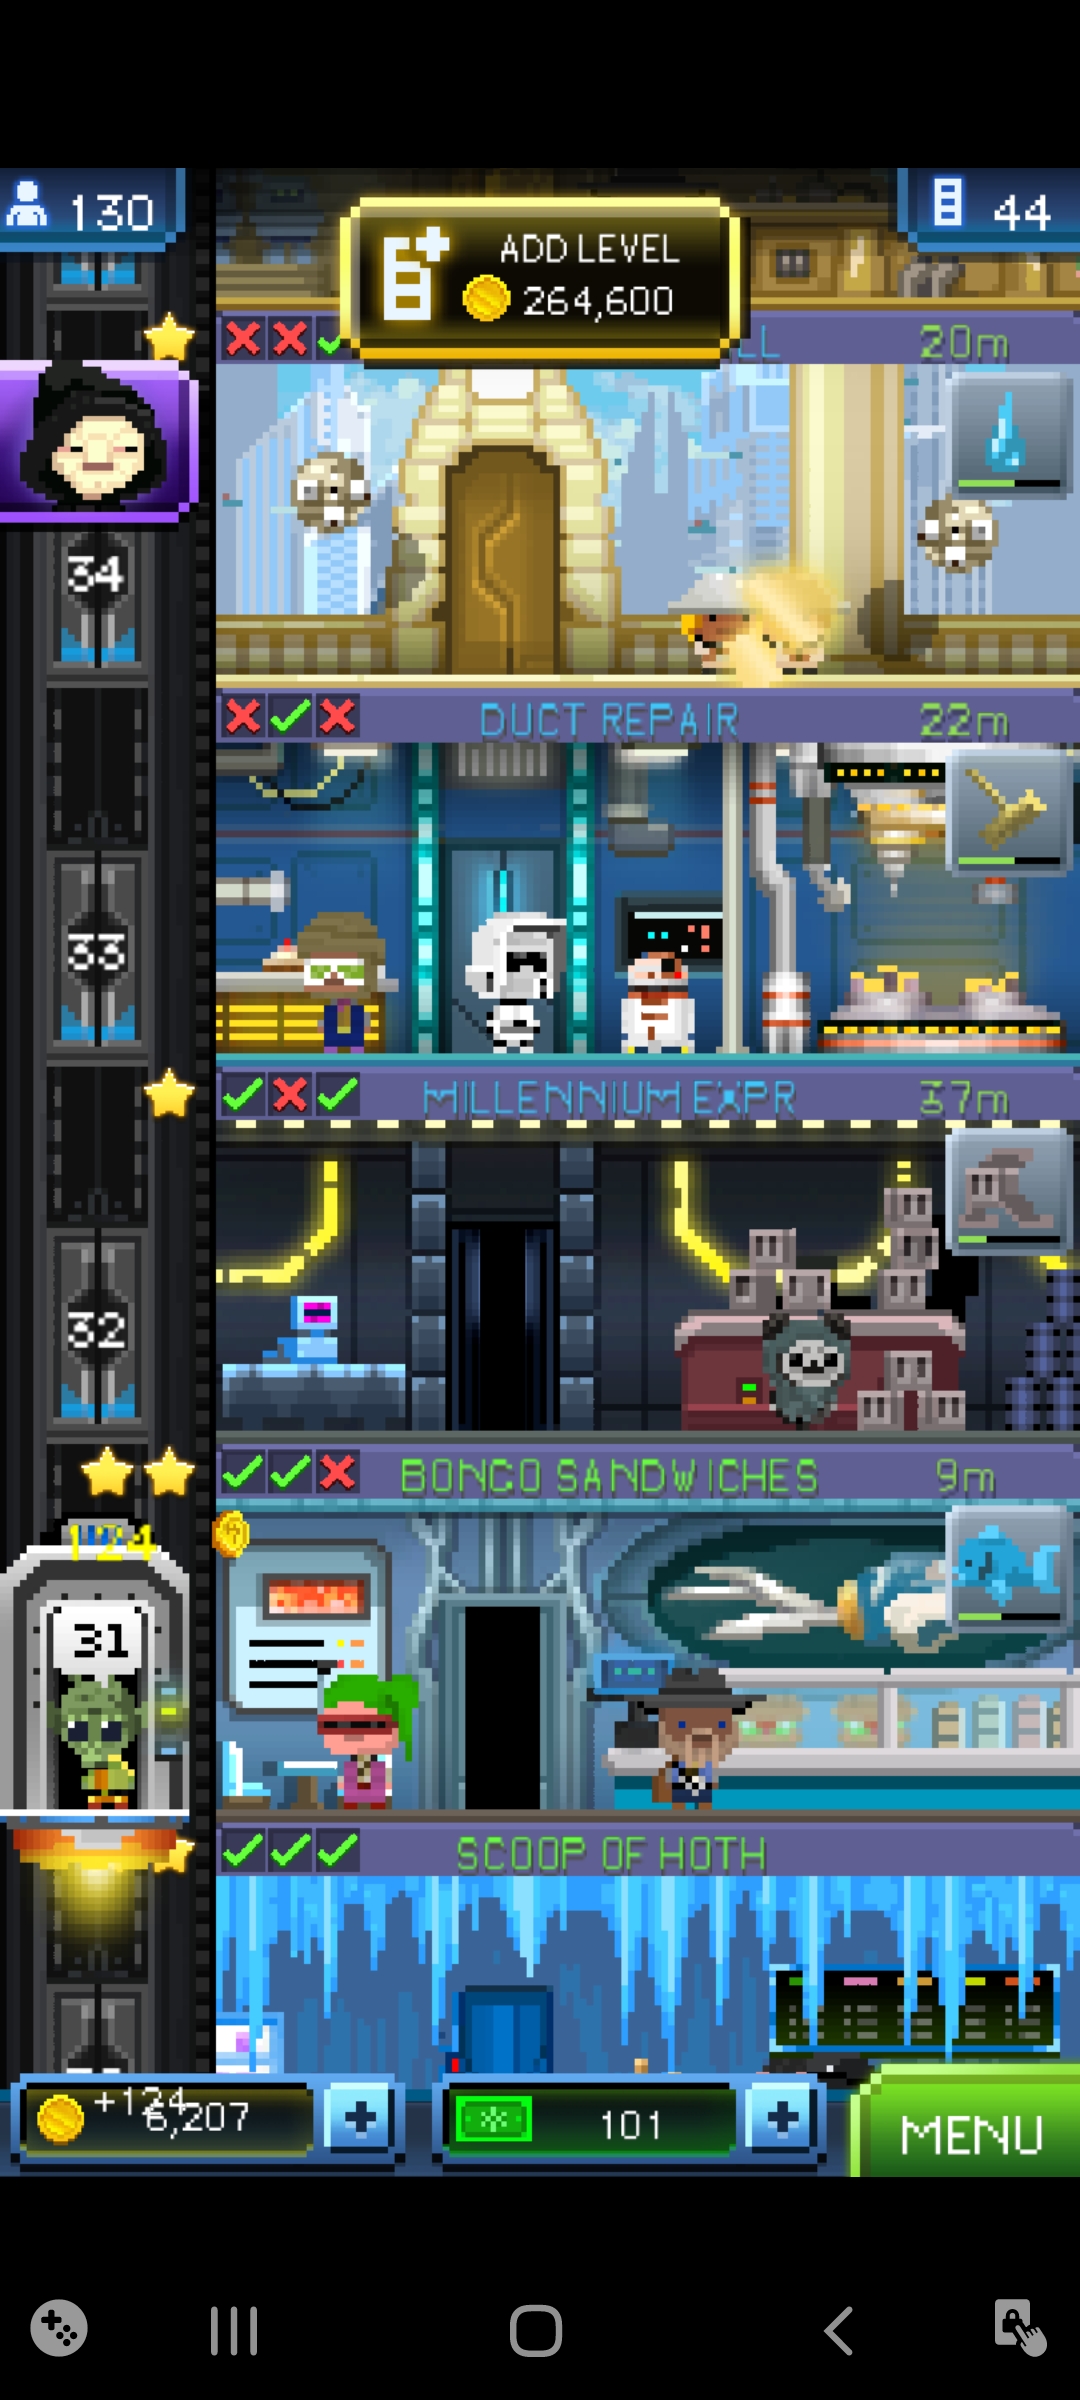 130
44
ADD LEVEL
264,600
LL
20m
34
DUCT REPAIR
22m
33
MILLENNIUM EXPR
37m
32
BONGO SANDWICHES
9m
124
31
SCOOP OF HOTH
+124
6,207
101
MENU